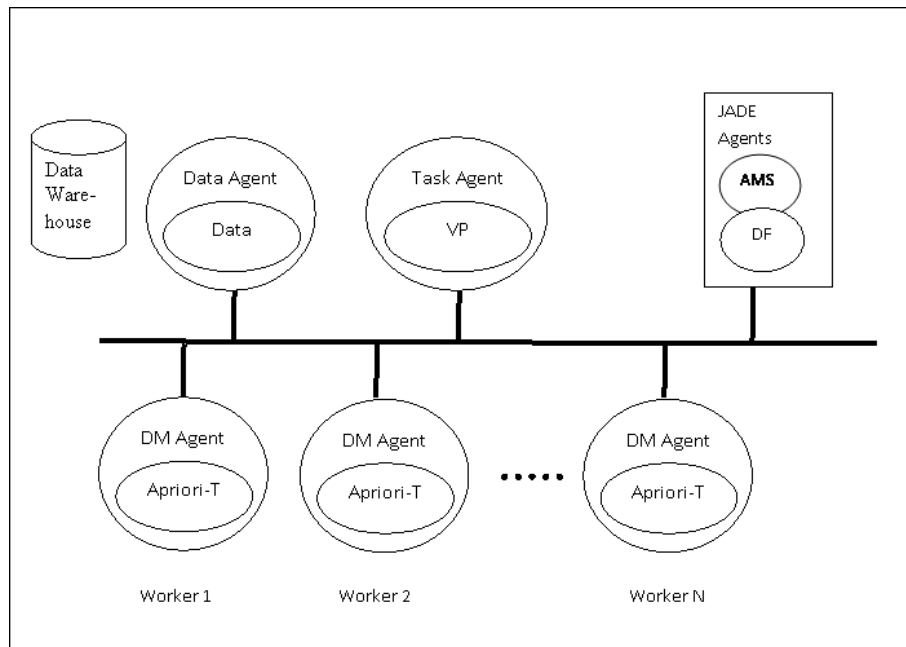 Data
Ware-
house
Data Agent
Data
Task Agent
VP
JADE
Agents
AMS
DF
DM Agent
Apriori-T
DM Agent
Apriori-T
DM Agent
Apriori-T
Worker 1
Worker 2
Worker N